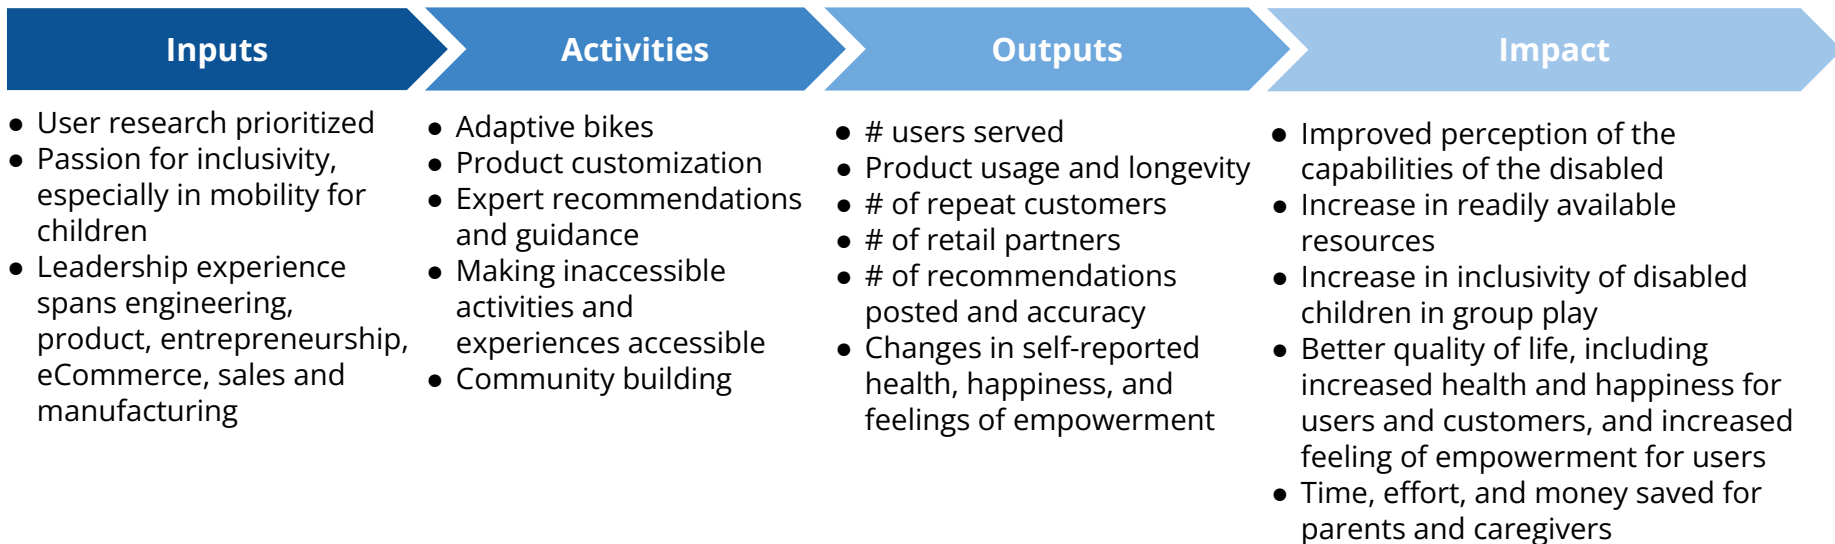 Inputs
● User research prioritized
● Passion for inclusivity,
especially in mobility for
children
● Leadership experience
spans engineering,
product, entrepreneurship,
eCommerce, sales and
manufacturing
Activities
● Adaptive bikes
● Product customization
● Expert recommendations
and guidance
● Making inaccessible
activities and
experiences accessible
● Community building
Outputs
● # users served
● Product usage and longevity
● # of repeat customers
● # of retail partners
● # of recommendations
posted and accuracy
● Changes in self-reported
health, happiness, and
feelings of empowerment
Impact
● Improved perception of the
capabilities of the disabled
● Increase in readily available
resources
● Increase in inclusivity of disabled
children in group play
● Better quality of life, including
increased health and happiness for
users and customers, and increased
feeling of empowerment for users
● Time, effort, and money saved for
parents and caregivers